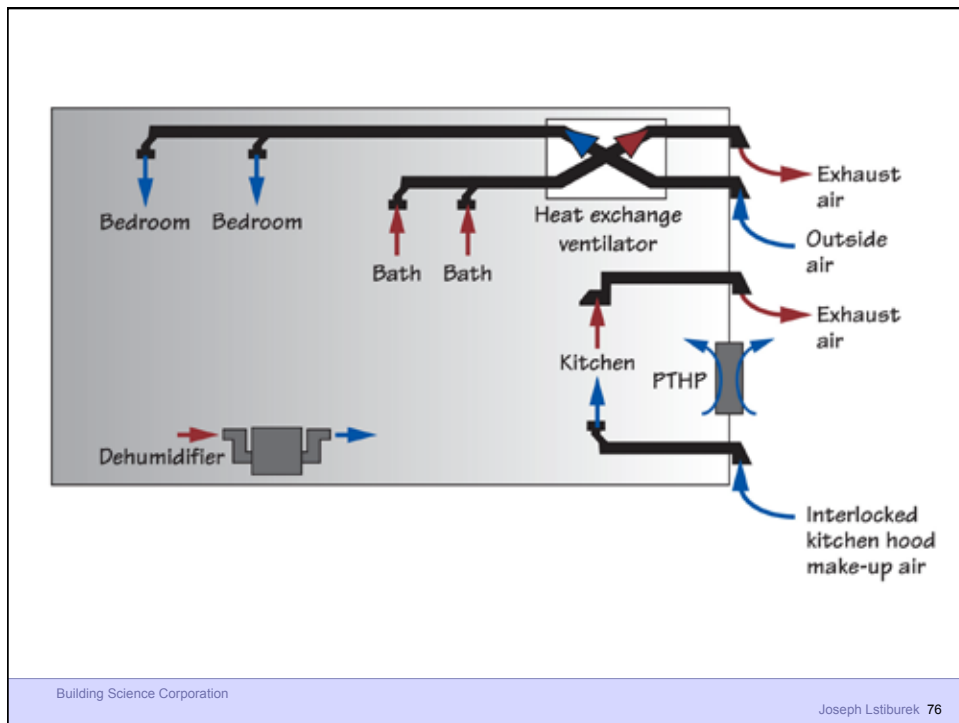 Exhaust
air
Bedroom
Bedroom
Heat exchange
ventilator
Outside
air
Bath
Bath
Exhaust
air
Kitchen
PTHP
Dehumidifier
Interlocked
kitchen hood
make-up air
Building Science Corporation
Joseph Lstiburek 76